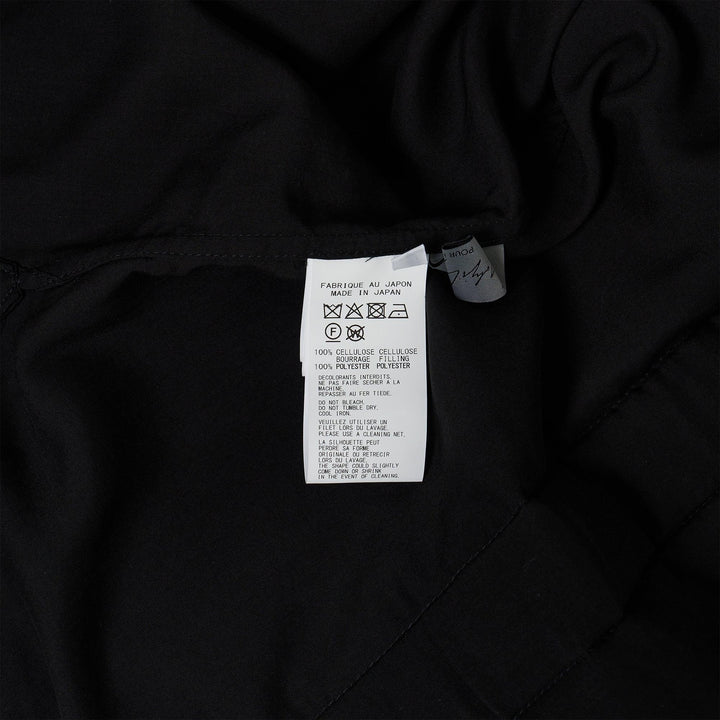 POUR
FABRIQUE AU JAPON
MADE IN JAPAN
F W
100% CELLULOSE CELLULOSE
BOURRAGE FILLING
100% POLYESTER POLYESTER
DECOLORANTS INTERDITS.
NE PAS FAIRE SECHER A LA
MACHINE.
REPASSER AU FER TIEDE.
DO NOT BLEACH.
DO NOT TUMBLE DRY.
COOL IRON.
VEUILLEZ UTILISER UN
FILET LORS DU LAVAGE.
PLEASE USE A CLEANING NET.
LA SILHOUETTE PEUT
PERDRE SA FORME
ORIGINALE OU RETRECIR
LORS DU LAVAGE.
THE SHAPE COULD SLIGHTLY
COME DOWN OR SHRINK
IN THE EVENT OF CLEANING.